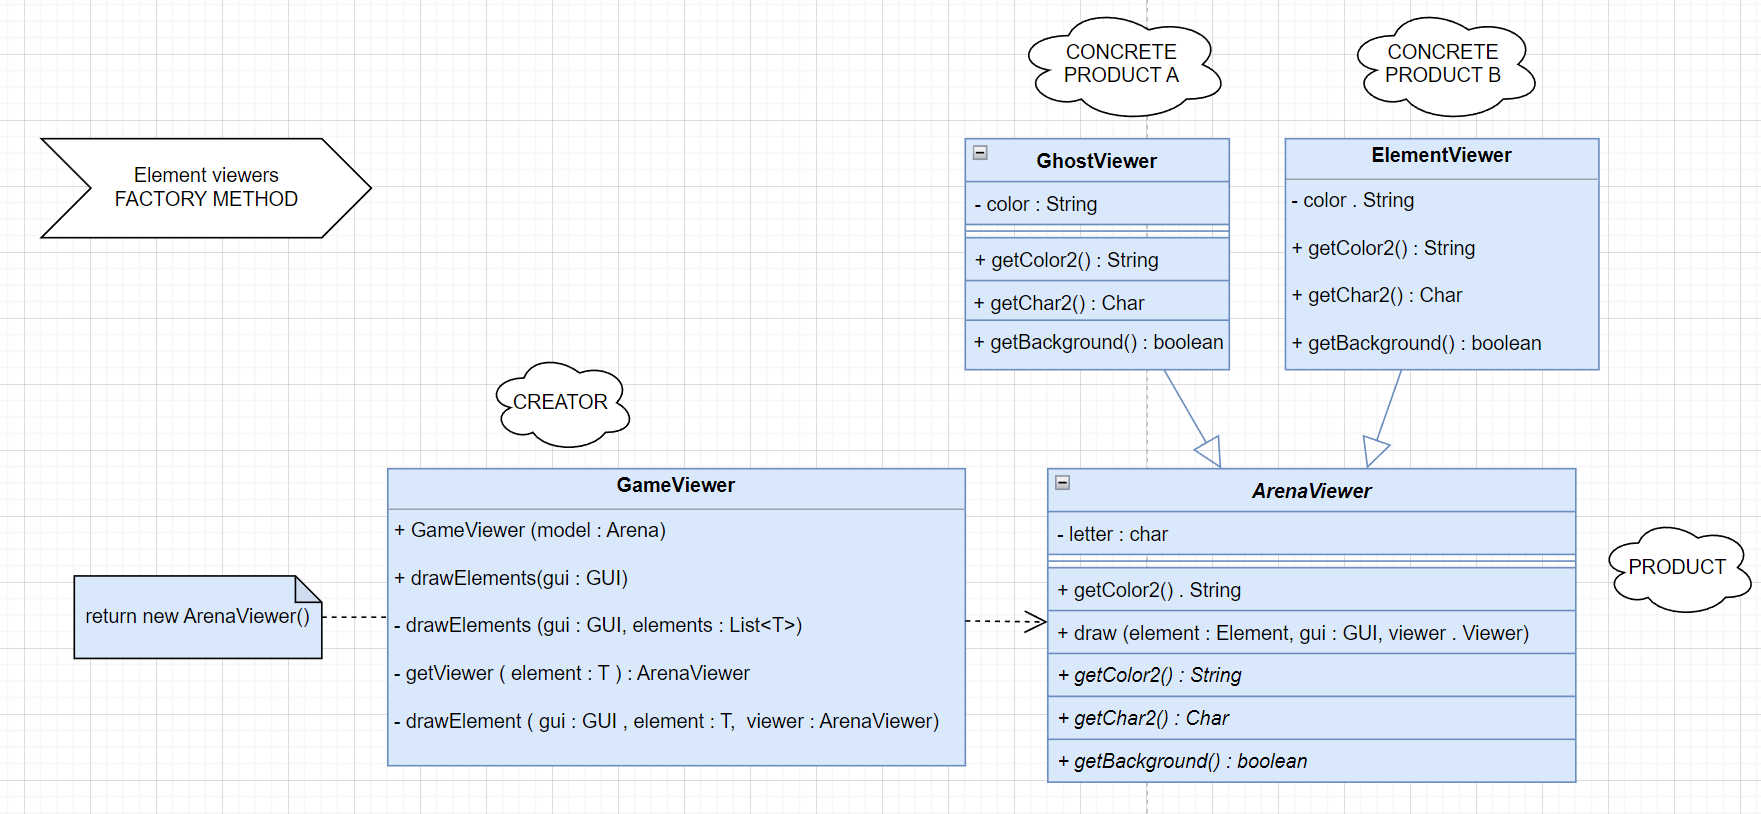 CONCRETE
PRODUCT A
CONCRETE
PRODUCT B
Element viewers
FACTORY METHOD
GhostViewer
- color : String
+ getColor2() : String
+ getChar2() : Char
+ getBackground() : boolean
ElementViewer
- color . String
+ getColor2() : String
+ getChar2() : Char
+ getBackground() : boolean
CREATOR
GameViewer
+ GameViewer (model : Arena)
+ drawElements(gui : GUI)
- drawElements (gui : GUI, elements : List<T>)
- getViewer ( element : T ) : ArenaViewer
- drawElement ( gui : GUI , element : T,  viewer : ArenaViewer)
return new ArenaViewer()
ArenaViewer
- letter : char
+ getColor2() . String
+ draw (element : Element, gui : GUI, viewer . Viewer)
+ getColor2() : String
+ getChar2() : Char
+ getBackground() : boolean
PRODUCT